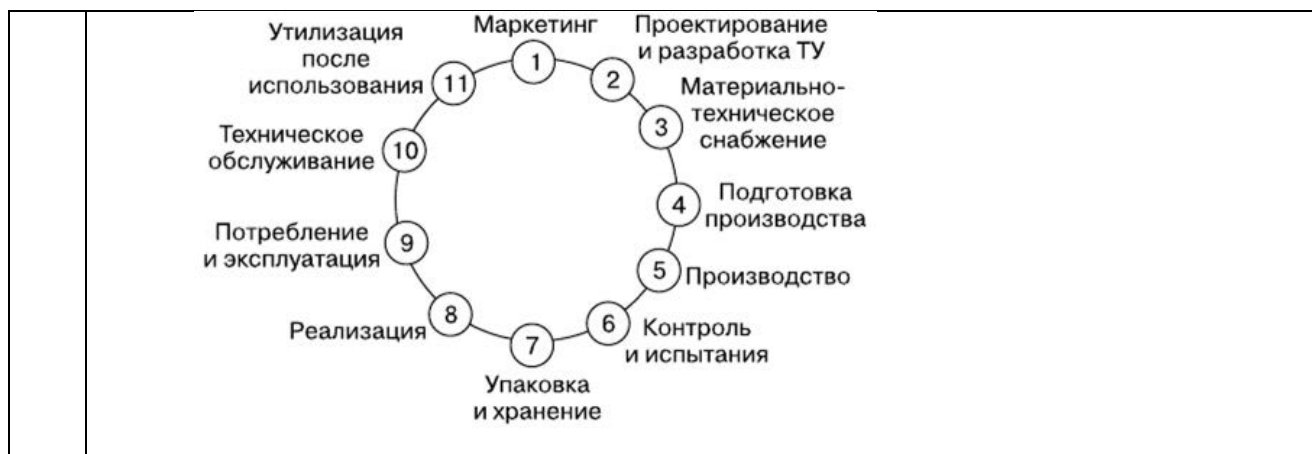 Маркетинг
1
Проектирование
и разработка ТУ
2
Материально-
техническое
снабжение
3
Подготовка
производства
4
Производство
5
Контроль
и испытания
6
Упаковка
и хранение
7
Реализация
8
Потребление
и эксплуатация
9
Техническое
обслуживание
10
Утилизация
после
использования
11